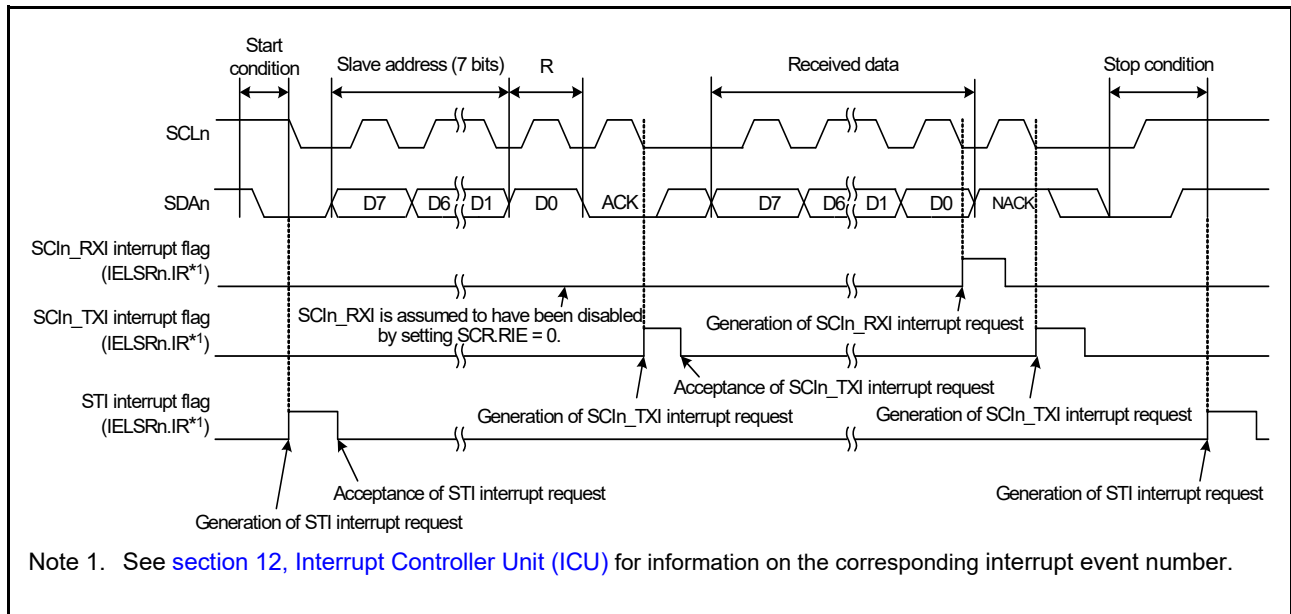 Start
condition
Slave address (7 bits)
R
Received data
Stop condition
SCLn
SDAn
D7
D6
D1
D0
ACK
D7
D6
D1
D0
NACK
SCIn_RXI interrupt flag
(IELSRn.IR*1)
SCIn_RXI is assumed to have been disabled
by setting SCR.RIE = 0.
Generation of SCIn_RXI interrupt request
SCIn_TXI interrupt flag
(IELSRn.IR*1)
Acceptance of SCIn_TXI interrupt request
Generation of SCIn_TXI interrupt request
Generation of SCIn_TXI interrupt request
STI interrupt flag
(IELSRn.IR*1)
Acceptance of STI interrupt request
Generation of STI interrupt request
Generation of STI interrupt request
Note 1. See section 12, Interrupt Controller Unit (ICU) for information on the corresponding interrupt event number.